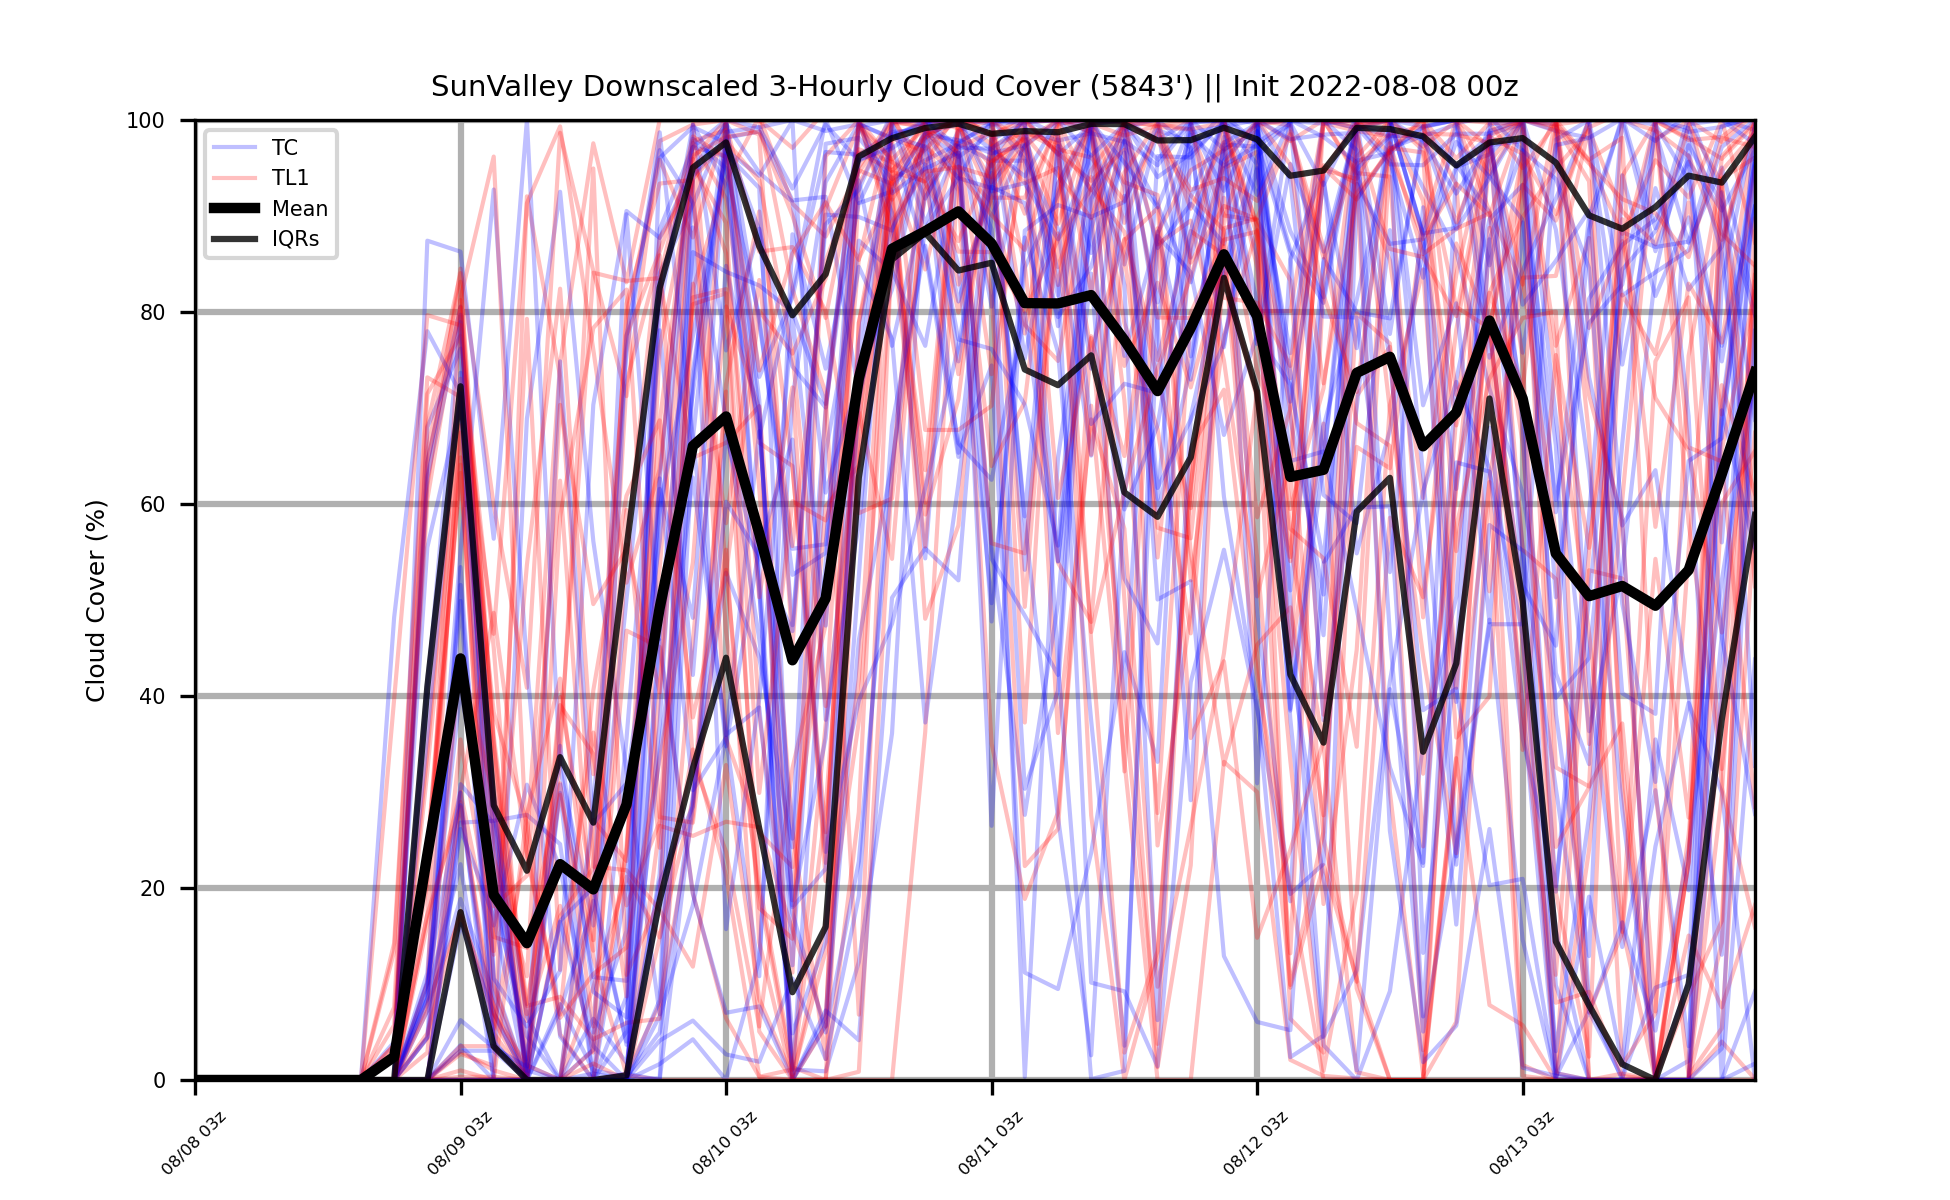 SunValley Downscaled 3-Hourly Cloud Cover (5843') || Init 2022-08-08 00z
100
80
60
40
20
0
Cloud Cover (%)
TC
TL1
Mean
IQRs
08/08 03z
08/09 03z
08/10 03z
08/11 03z
08/12 03z
08/13 03z